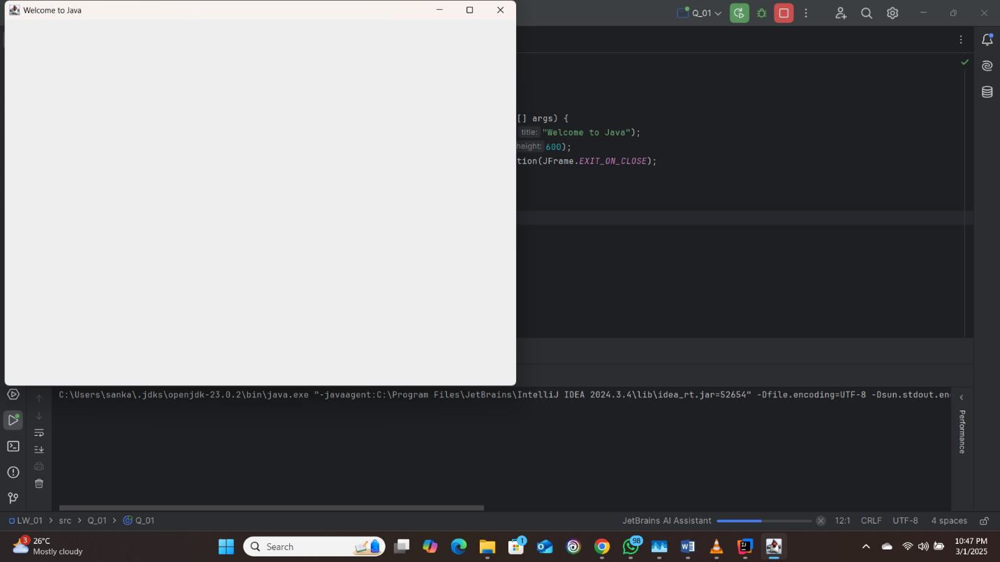 Welcome to Java
Q_01
[] args) {
title: "Welcome to Java");
height: 600);
tion(JFrame.EXIT_ON_CLOSE);
C:\Users\sanka\.jdks\openjdk-23.0.2\bin\java.exe "-javaagent:C:\Program Files\JetBrains\IntelliJ IDEA 2024.3.4\lib\idea_rt.jar=52654" -Dfile.encoding=UTF-8 -Dsun.stdout.en
Performance
LW_01 > src > Q_01 > Q_01
JetBrains AI Assistant
12:1 CRLF UTF-8 4 spaces
3
26°C
Mostly cloudy
Search
1
98
10:47 PM
3/1/2025